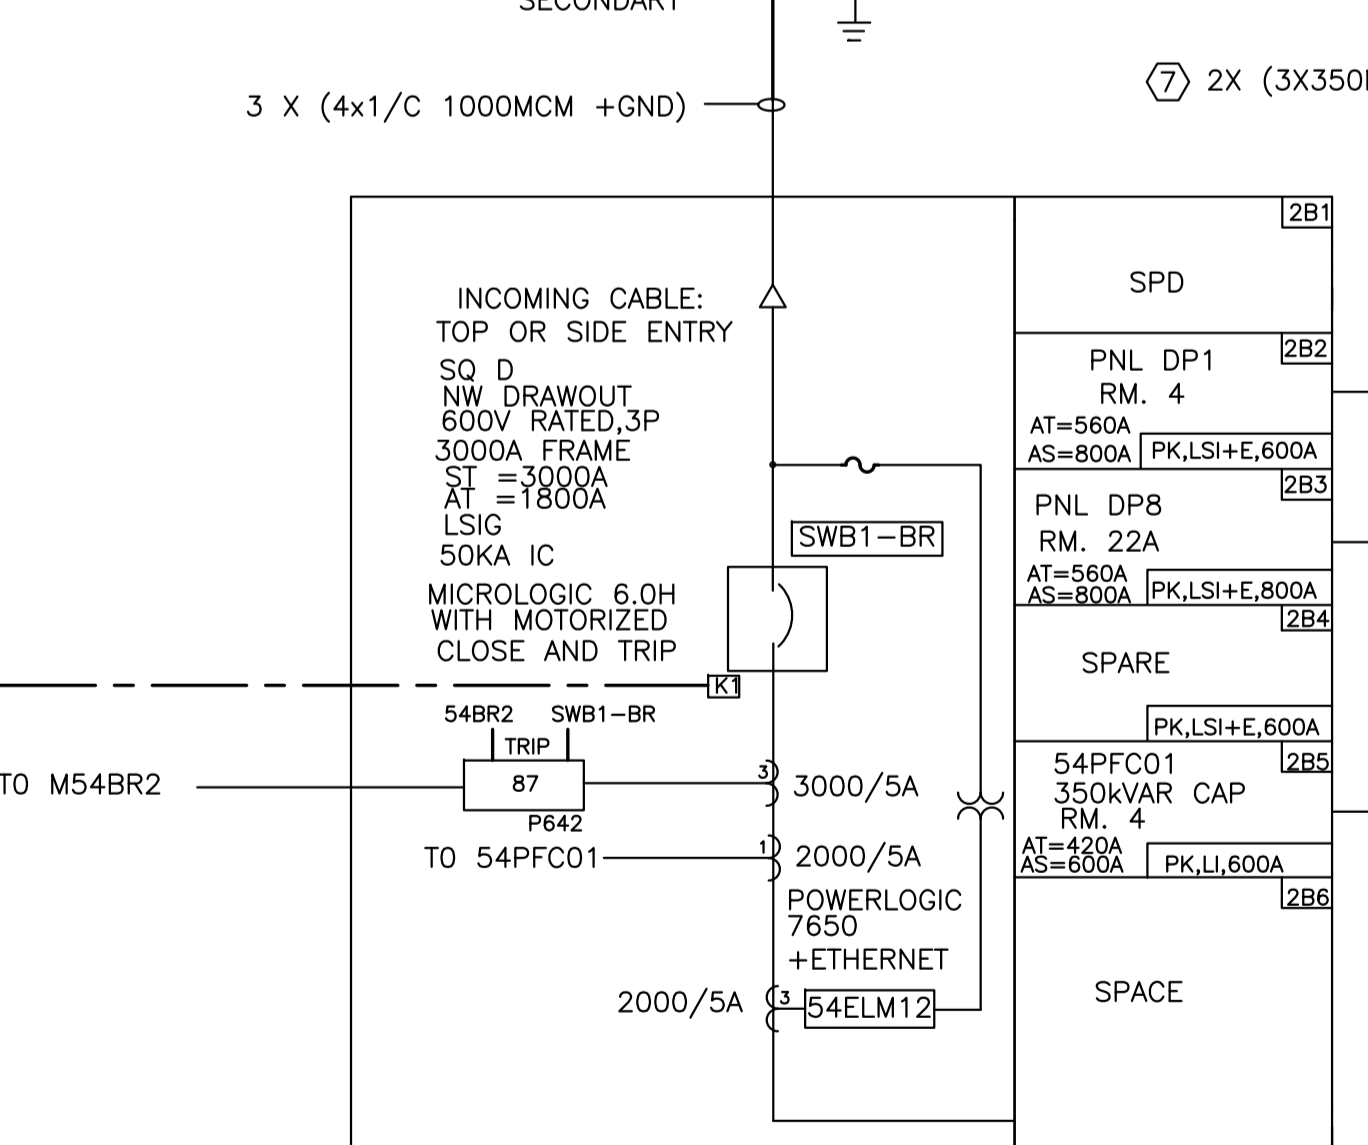 SECONDARY
3 X (4x1/C 1000MCM +GND)
7 2X (3X350
INCOMING CABLE:
TOP OR SIDE ENTRY
SQ D
NW DRAWOUT
600V RATED,3P
3000A FRAME
ST =3000A
AT =1800A
LSIG
50KA IC
MICROLOGIC 6.0H
WITH MOTORIZED
CLOSE AND TRIP
SWB1-BR
K1
54BR2 SWB1-BR
TRIP
TO M54BR2
87
P642
3 3000/5A
TO 54PFC01
1 2000/5A
POWERLOGIC
7650
+ETHERNET
2000/5A 3 54ELM12
2B1
SPD
2B2
PNL DP1
RM. 4
AT=560A
AS=800A PK,LSI+E,600A
2B3
PNL DP8
RM. 22A
AT=560A
AS=800A PK,LSI+E,800A
2B4
SPARE
PK,LSI+E,600A
2B5
54PFC01
350kVAR CAP
RM. 4
AT=420A
AS=600A PK,LI,600A
2B6
SPACE